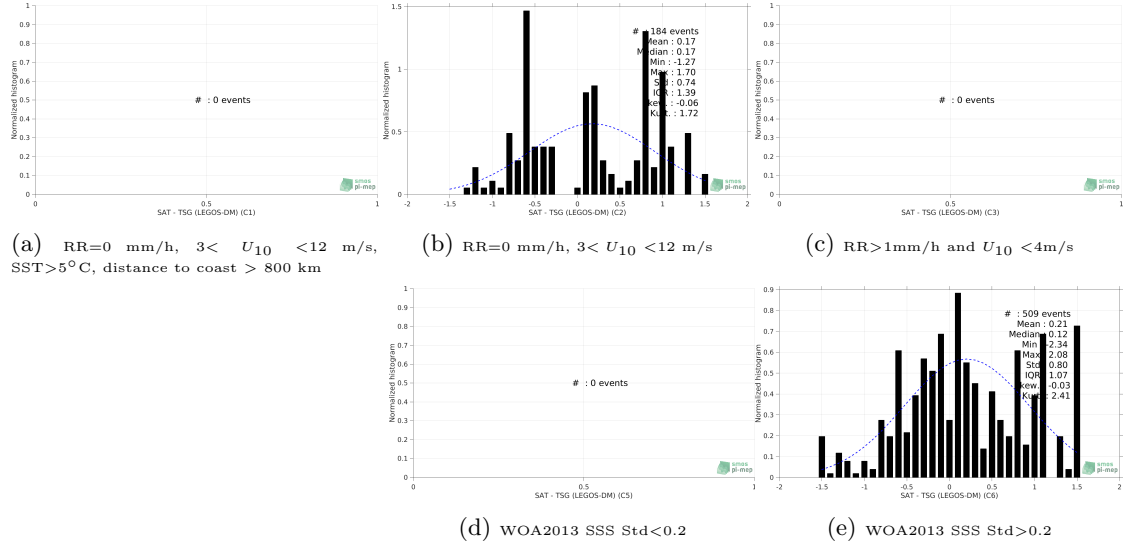 1
0.9
0.8
0.7
0.6
0.5
0.4
0.3
0.2
0.1
0
Normalized histogram
# : 0 events
smos
pi-mep
0 0.5 1
SAT - TSG (LEGOS-DM) (C1)
(a) RR=0 mm/h, 3< U10 <12 m/s,
SST>5°C, distance to coast > 800 km
1.5
1
0.5
0
Normalized histogram
# : 184 events
Mean : 0.17
Median : 0.17
Min : -1.27
Max : 1.70
Std : 0.74
IQR : 1.39
Skew. : -0.06
Kurt. : 1.72
smos
pi-mep
-2 -1.5 -1 -0.5 0 0.5 1 1.5 2
SAT - TSG (LEGOS-DM) (C2)
(b) RR=0 mm/h, 3< U10 <12 m/s
1
0.9
0.8
0.7
0.6
0.5
0.4
0.3
0.2
0.1
0
Normalized histogram
# : 0 events
smos
pi-mep
0 0.5 1
SAT - TSG (LEGOS-DM) (C3)
(c) RR>1mm/h and U10 <4m/s
1
0.9
0.8
0.7
0.6
0.5
0.4
0.3
0.2
0.1
0
Normalized histogram
# : 0 events
smos
pi-mep
0 0.5 1
SAT - TSG (LEGOS-DM) (C5)
(d) WOA2013 SSS Std<0.2
0.9
0.8
0.7
0.6
0.5
0.4
0.3
0.2
0.1
0
Normalized histogram
# : 509 events
Mean : 0.21
Median : 0.12
Min : -2.34
Max : 2.08
Std : 0.80
IQR : 1.07
Skew. : -0.03
Kurt. : 2.41
smos
pi-mep
-2 -1.5 -1 -0.5 0 0.5 1 1.5 2
SAT - TSG (LEGOS-DM) (C6)
(e) WOA2013 SSS Std>0.2